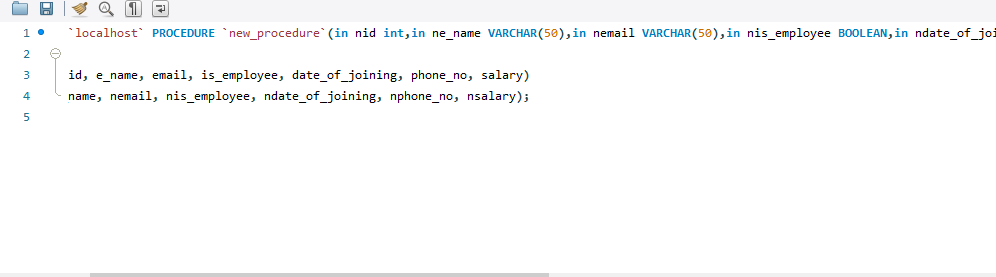 1 `localhost` PROCEDURE `new_procedure`(in nid int,in ne_name VARCHAR(50),in nemail VARCHAR(50),in nis_employee BOOLEAN,in ndate_of_joi
2
3 id, e_name, email, is_employee, date_of_joining, phone_no, salary)
4 name, nemail, nis_employee, ndate_of_joining, nphone_no, nsalary);
5